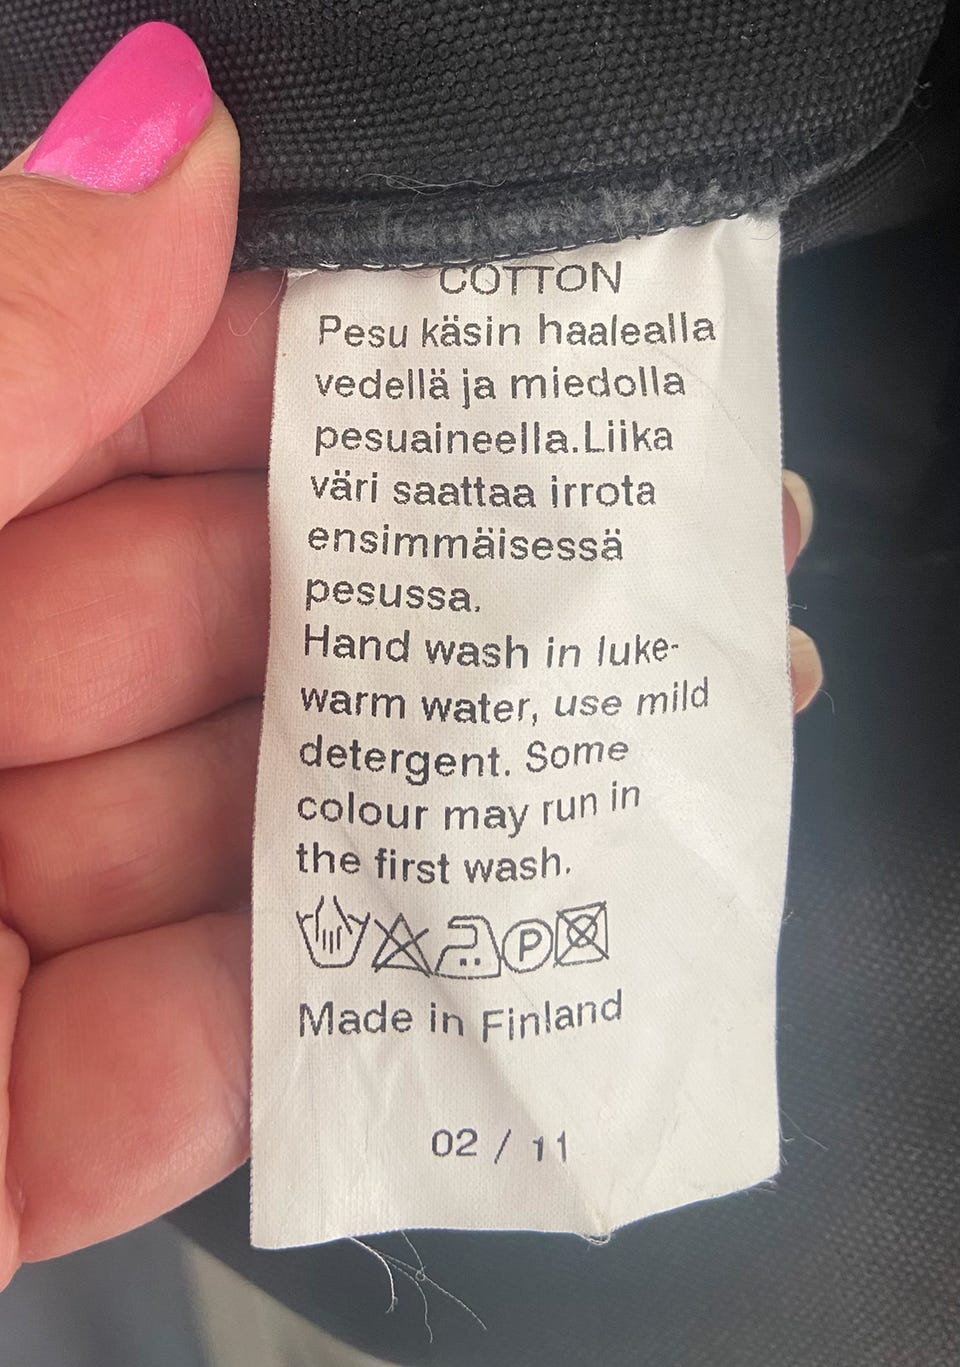 COTTON
Pesu käsin haalealla
vedellä ja miedolla
pesuaineella.Liika
väri saattaa irrota
ensimmäisessä
pesussa.
Hand wash in luke-
warm water, use mild
detergent. Some
colour may run in
the first wash.
P
Made in Finland
02 / 11